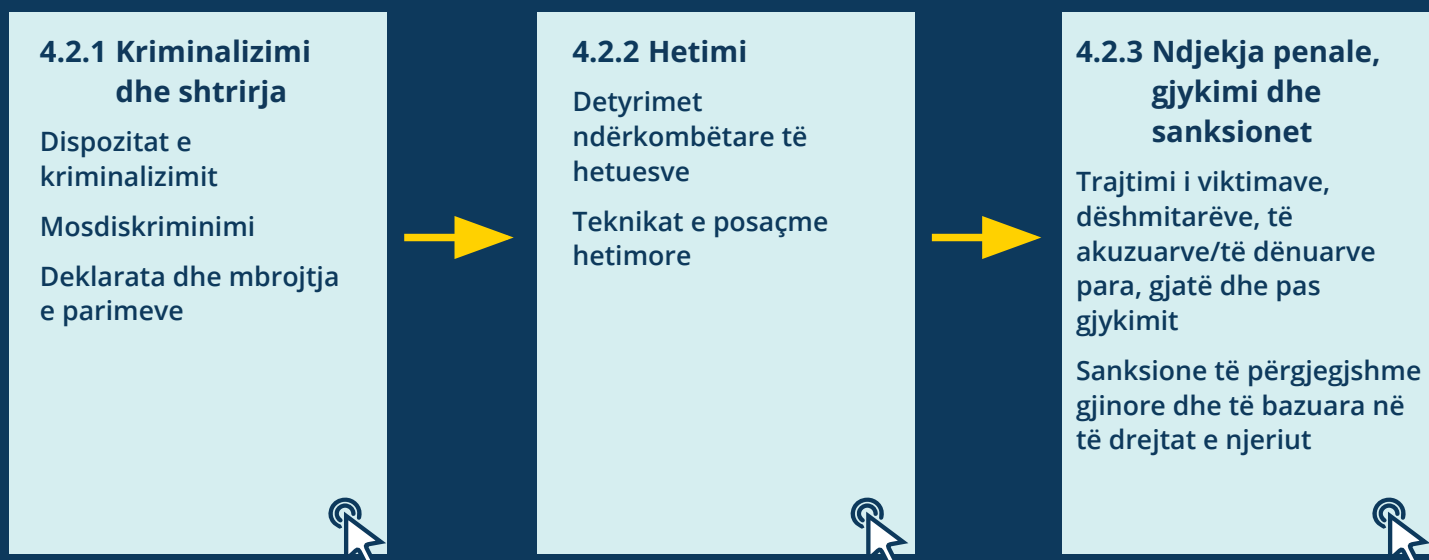 4.2.1 Kriminalizimi
dhe shtrirja
Dispozitat e
kriminalizimit
Mosdiskriminimi
Deklarata dhe mbrojtja
e parimeve
4.2.2 Hetimi
Detyrimet
ndërkombëtare të
hetuesve
Teknikat e posaçme
hetimore
4.2.3 Ndjekja penale,
gjykimi dhe
sanksionet
Trajtimi i viktimave,
dëshmitarëve, të
akuzuarve/të dënuarve
para, gjatë dhe pas
gjykimit
Sanksione të përgjegjshme
gjinore dhe të bazuara në
të drejtat e njeriut